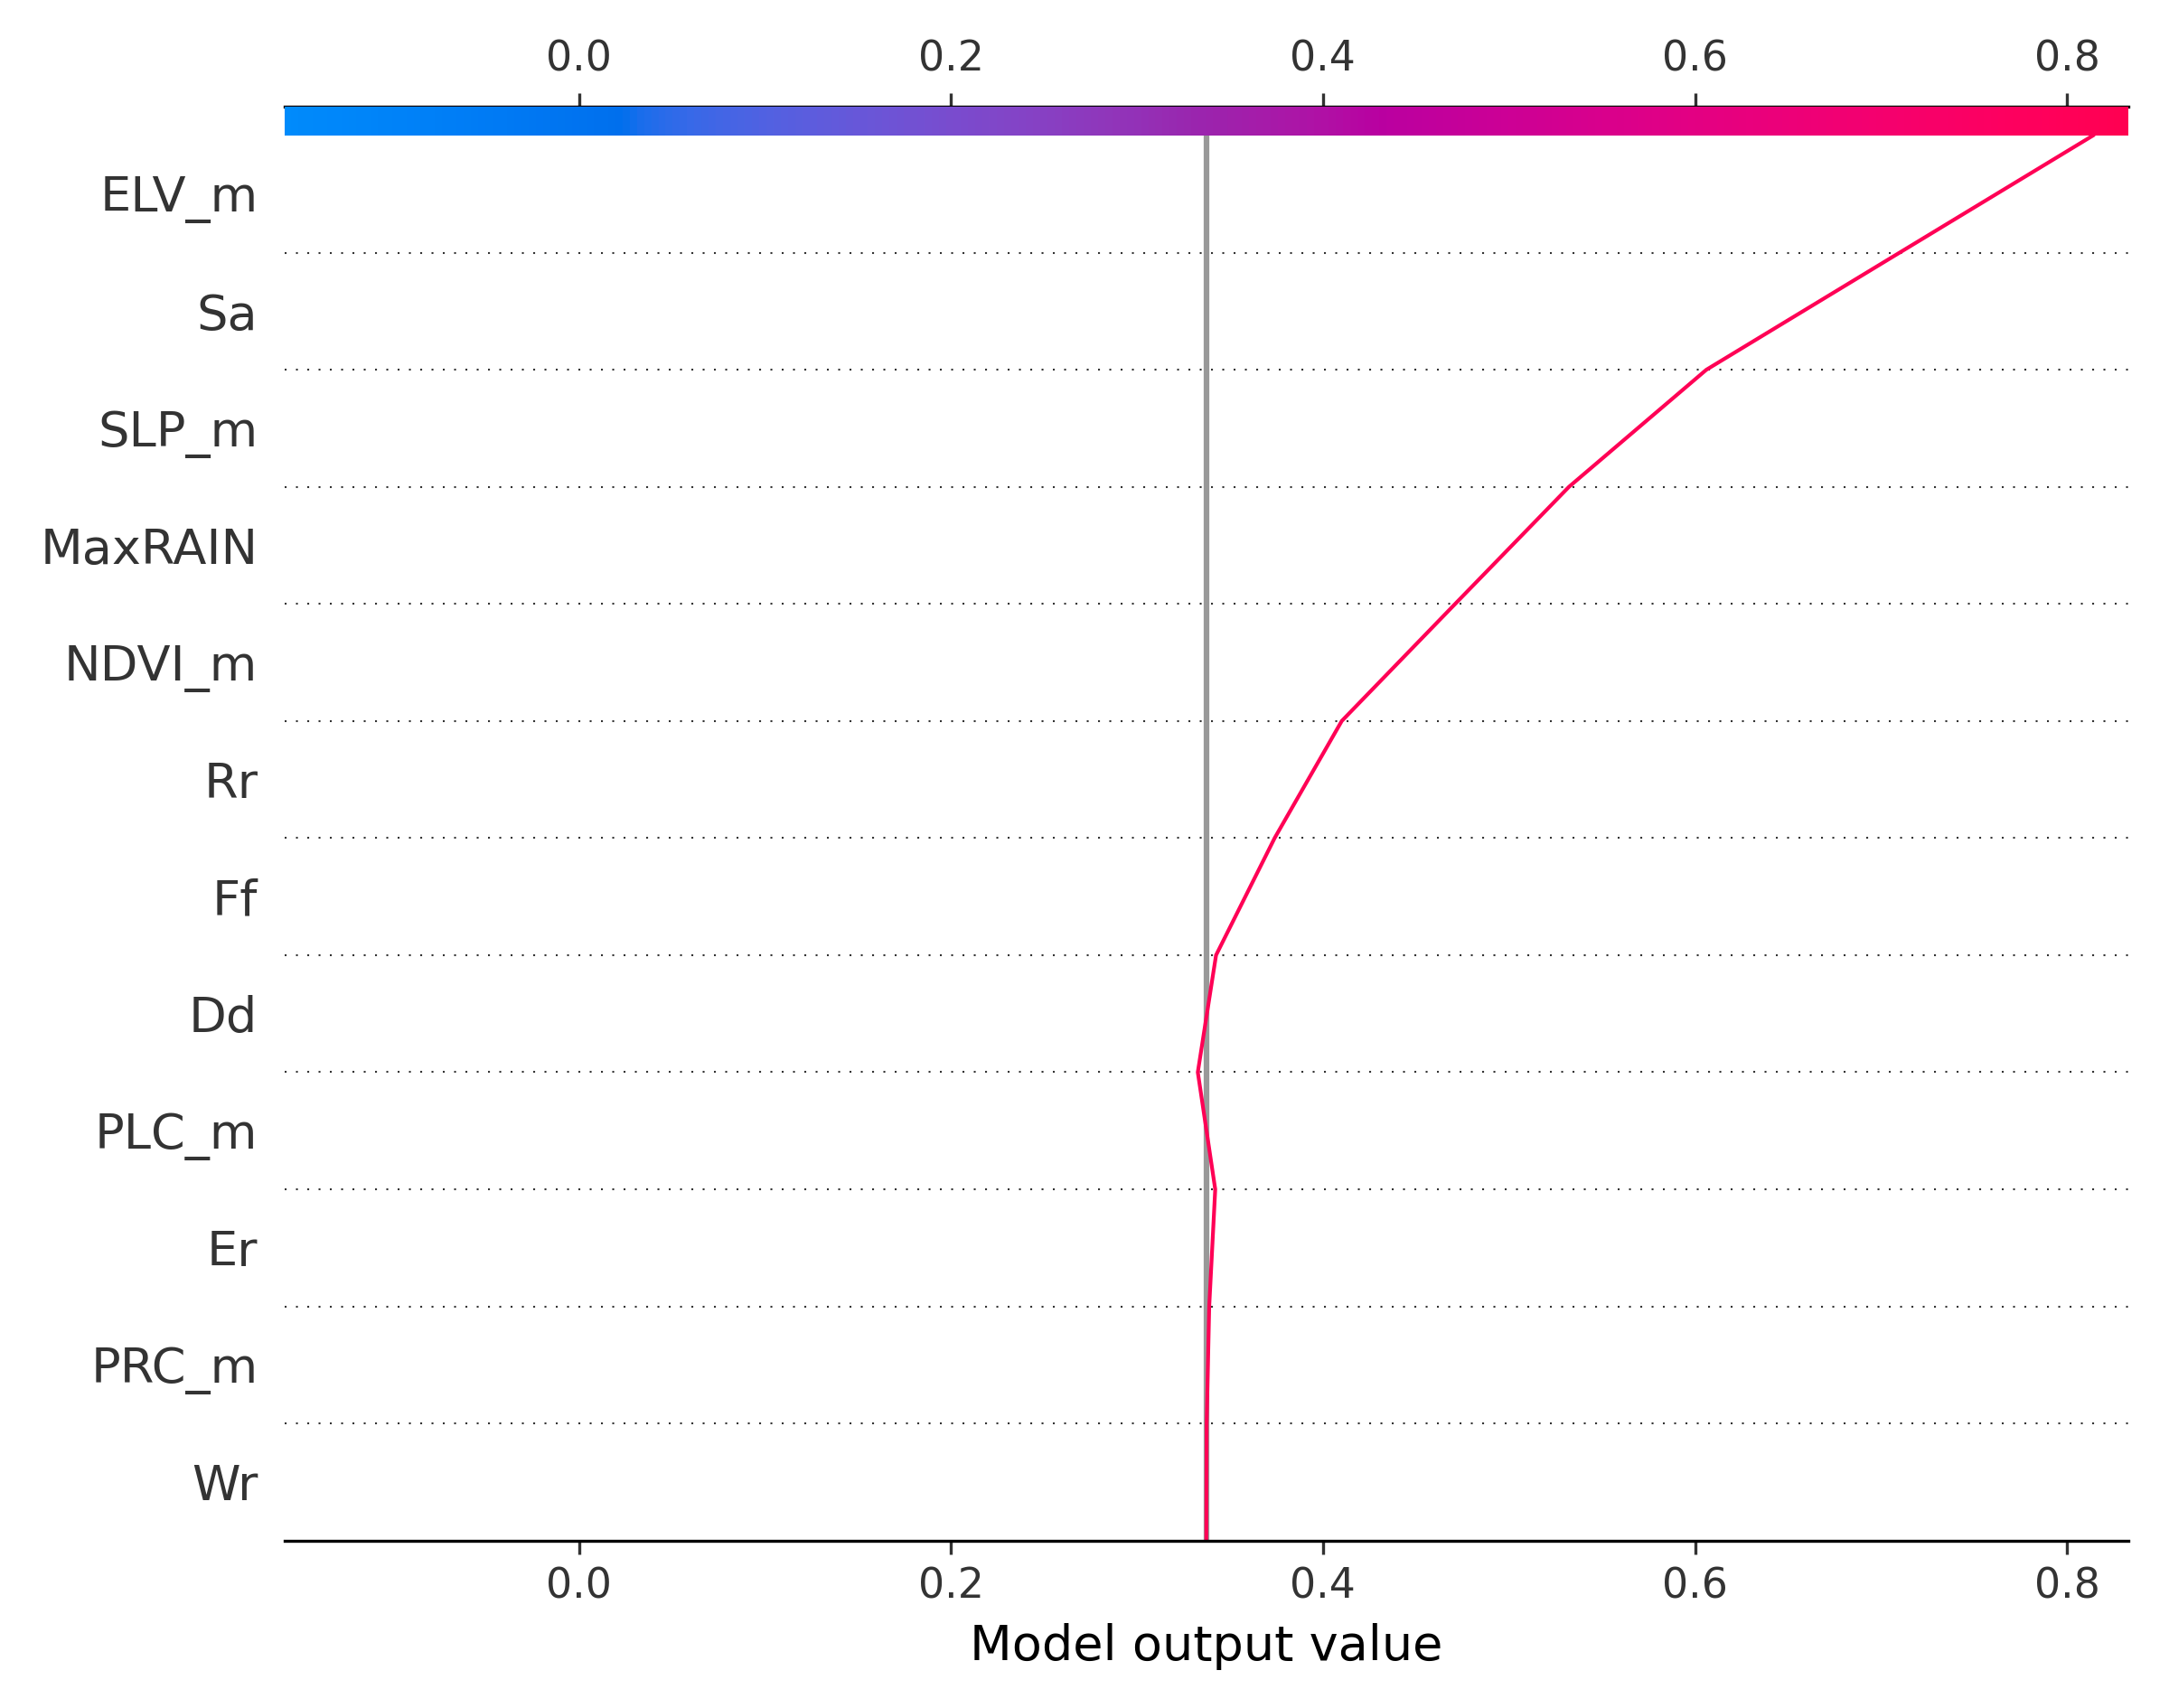 0.0 0.2 0.4 0.6 0.8
ELV_m
Sa
SLP_m
MaxRAIN
NDVI_m
Rr
Ff
Dd
PLC_m
Er
PRC_m
Wr
0.0 0.2 0.4 0.6 0.8
Model output value